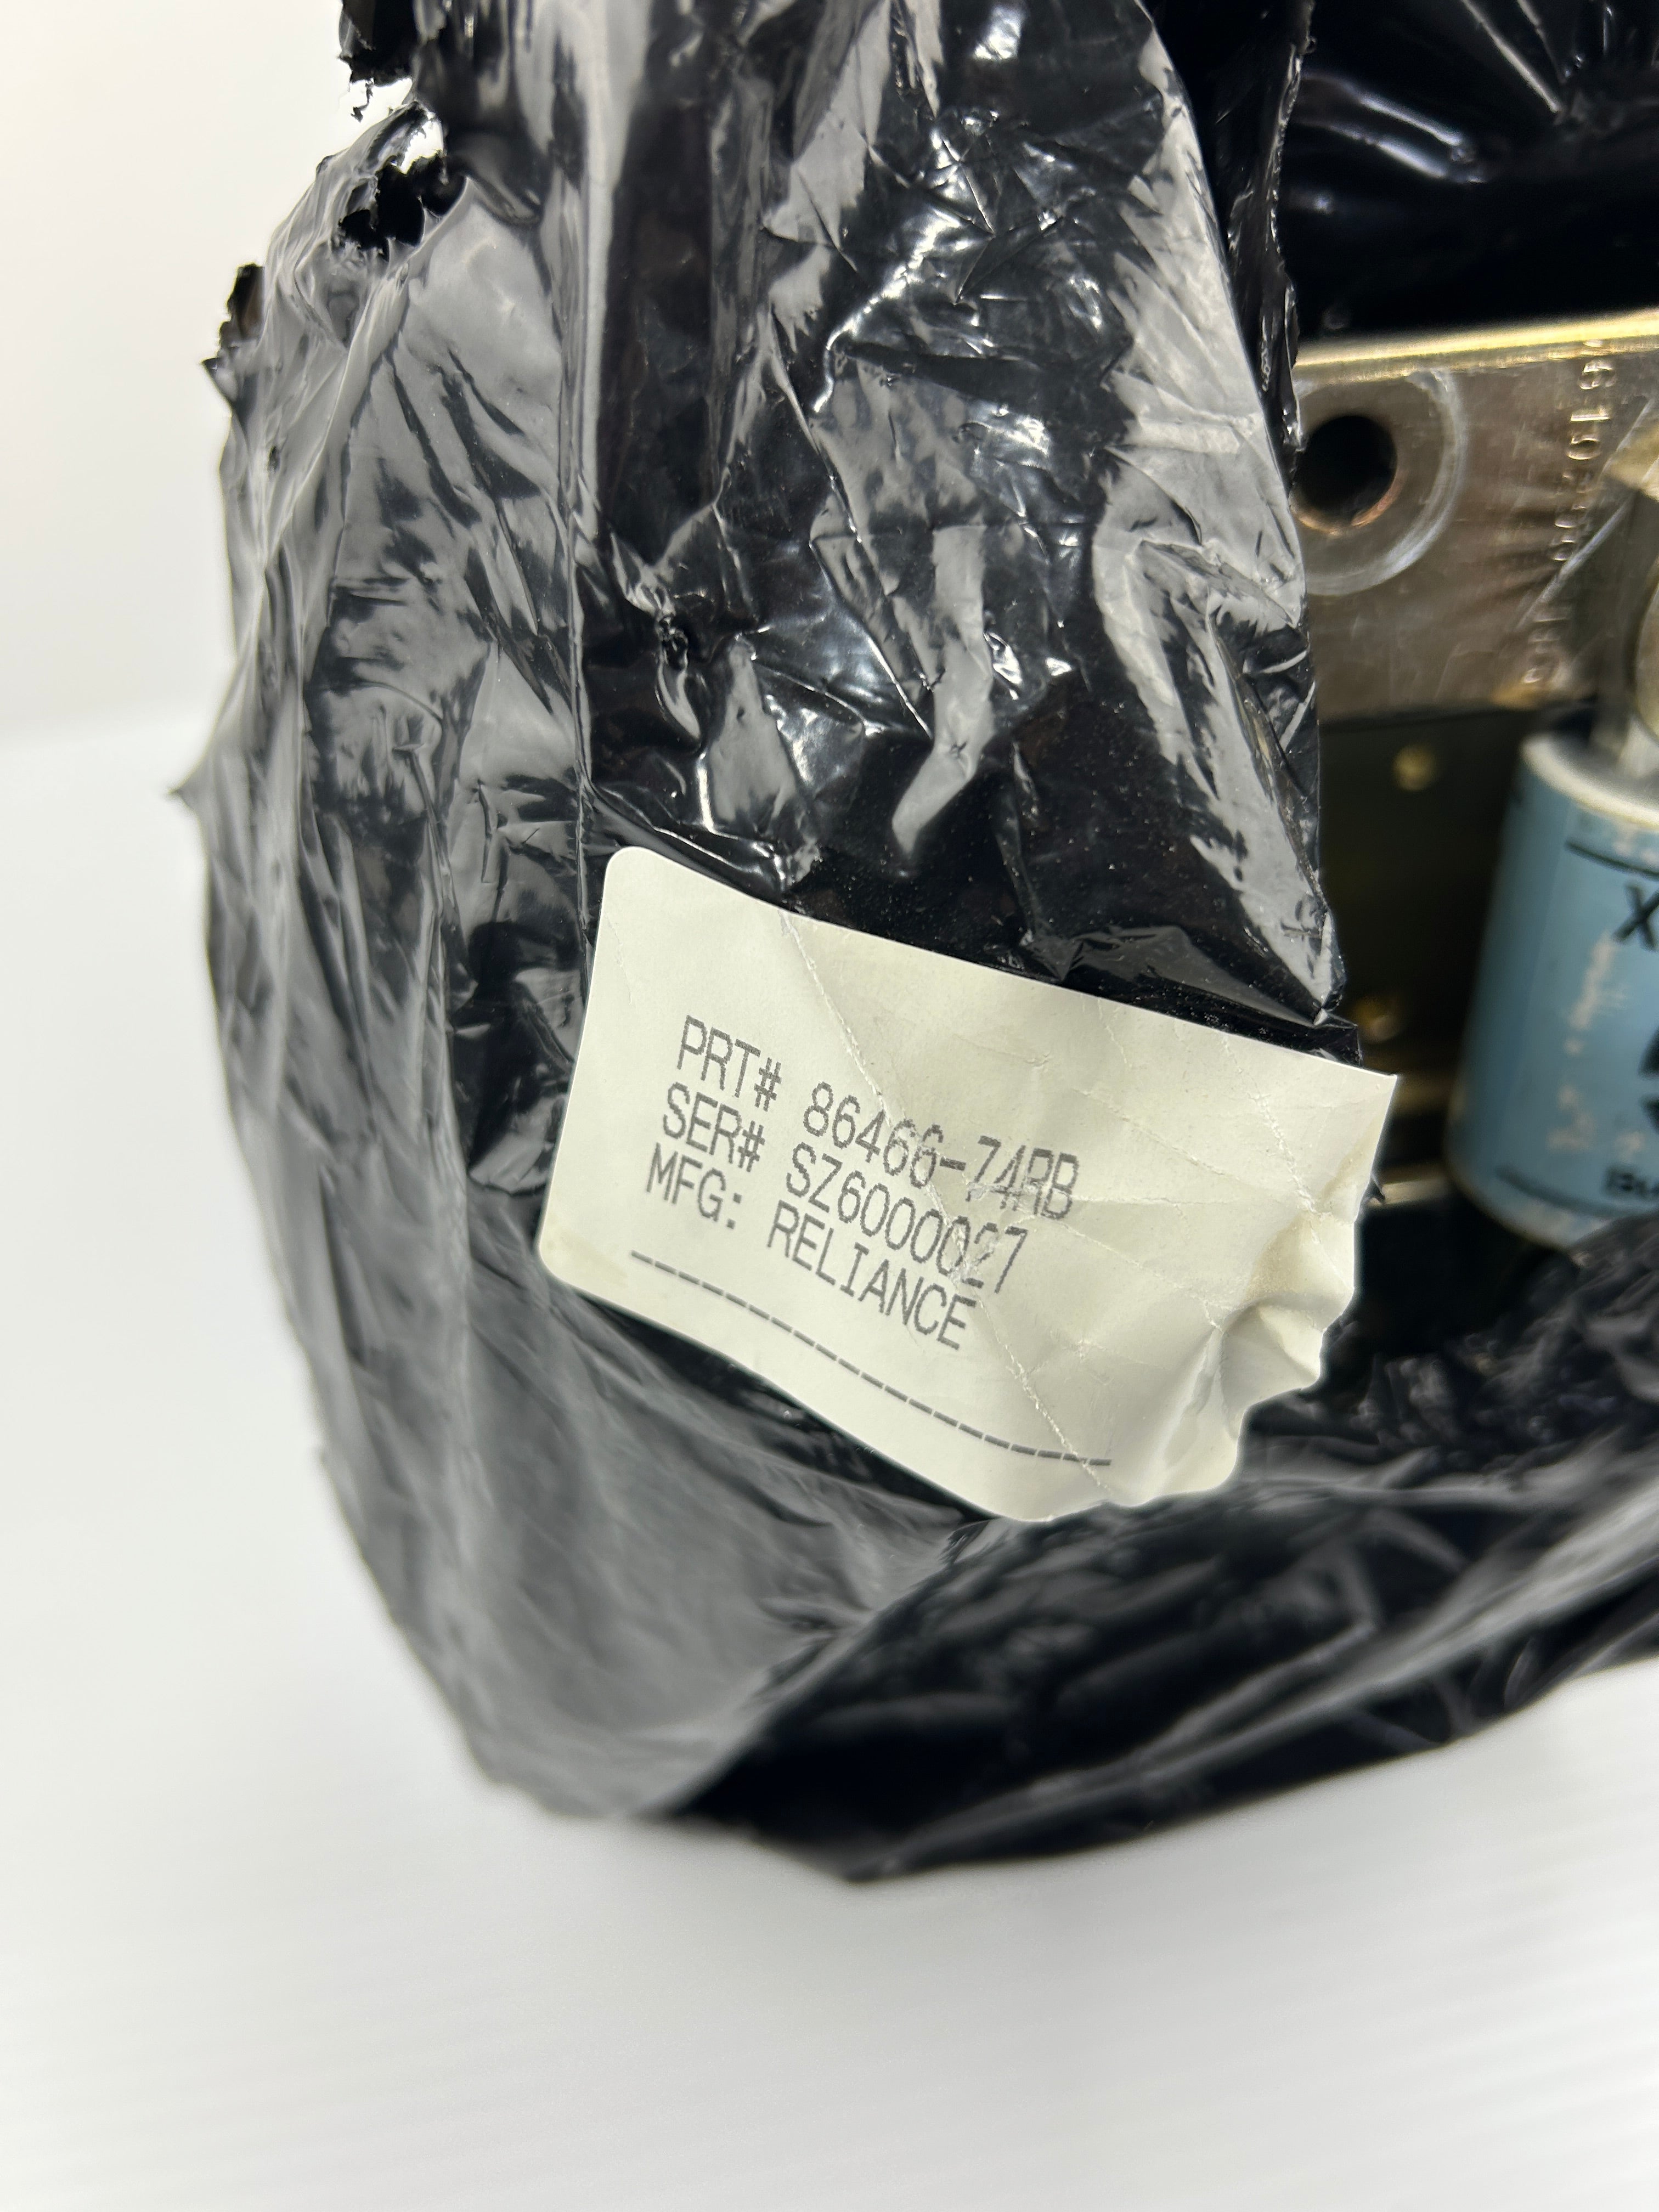 PRT# 86466-74RB
SER# SZ6000027
MFG: RELIANCE
--------------------